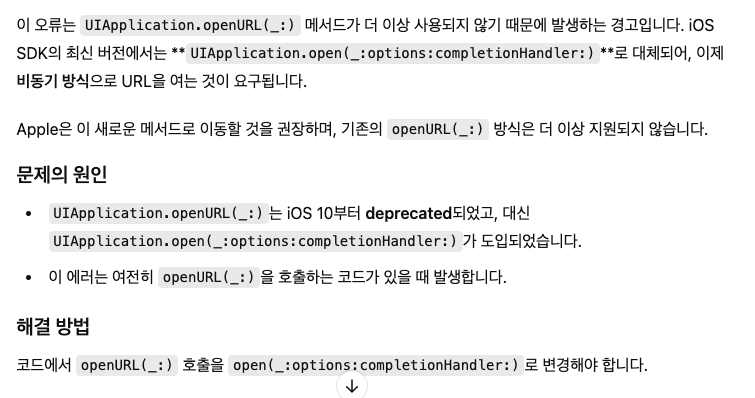 이 오류는 UIApplication.openURL(_:) 메서드가 더 이상 사용되지 않기 때문에 발생하는 경고입니다. iOS
SDK의 최신 버전에서는 ** UIApplication.open(_:options:completionHandler:) **로 대체되어, 이제
비동기 방식으로 URL을 여는 것이 요구됩니다.
Apple은 이 새로운 메서드로 이동할 것을 권장하며, 기존의 openURL(_:) 방식은 더 이상 지원되지 않습니다.
문제의 원인
• UIApplication.openURL(_:)는 iOS 10부터 deprecated되었고, 대신
UIApplication.open(_:options:completionHandler:)가 도입되었습니다.
• 이 에러는 여전히 openURL(_:)을 호출하는 코드가 있을 때 발생합니다.
해결 방법
코드에서 openURL(_:) 호출을 open(_:options:completionHandler:)로 변경해야 합니다.